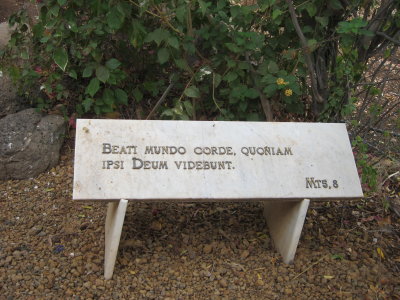 BEATI MUNDO CORDE, QUONIAM
IPSI DEUM VIDEBUNT.
MT5, 8